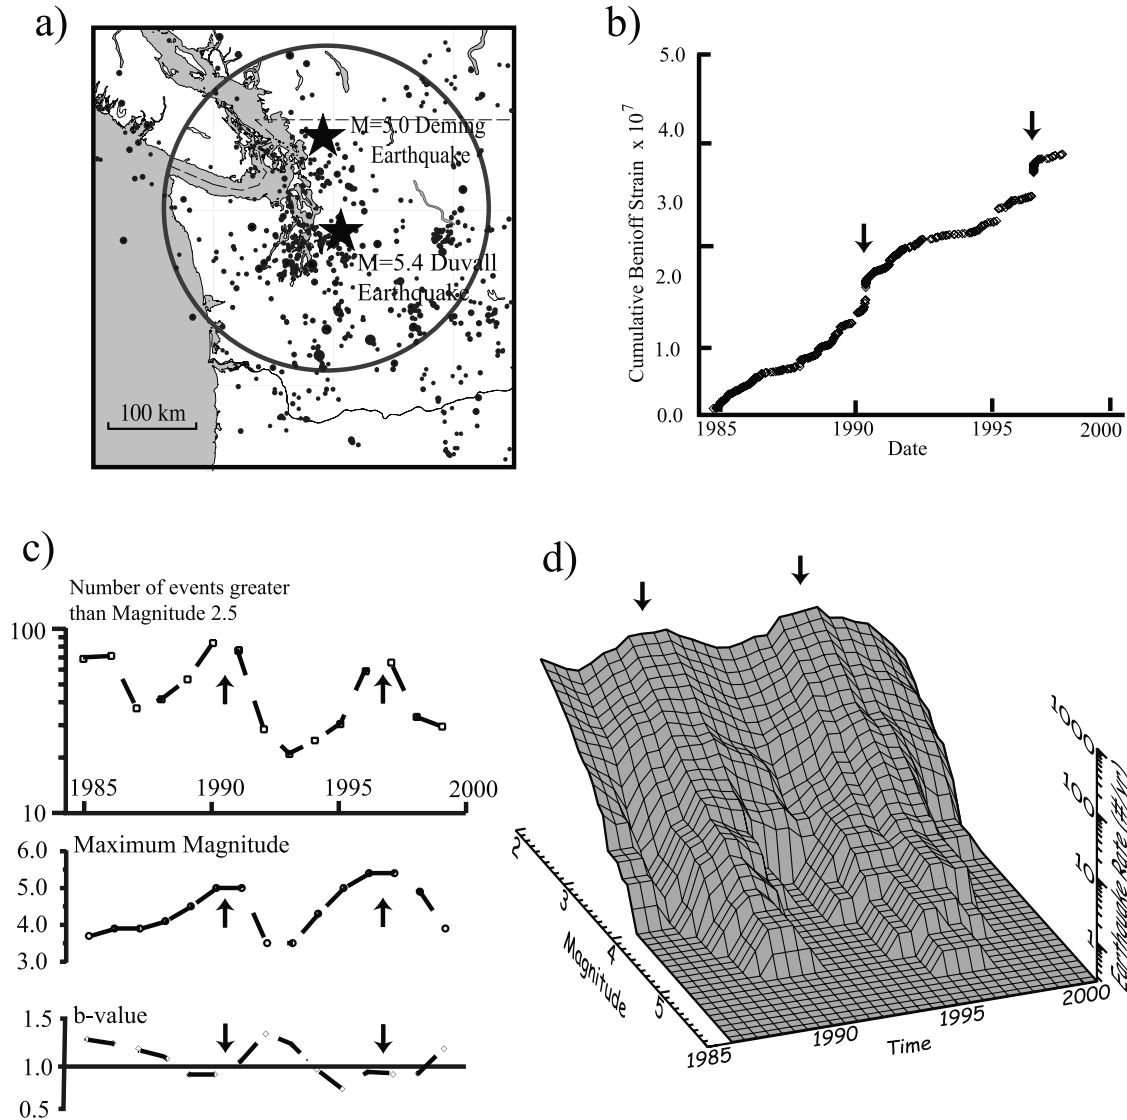 a)
M=5.0 Deming
Earthquake
M=5.4 Duvall
Earthquake
100 km
b)
Cumulative Benioff Strain x 10^7
5.0
4.0
3.0
2.0
1.0
0.0
1985
1990
1995
2000
Date
c)
Number of events greater
than Magnitude 2.5
100
10
1985
1990
1995
2000
Maximum Magnitude
6.0
5.0
4.0
3.0
b-value
1.5
1.0
0.5
d)
2
3
4
5
Magnitude
1985
1990
1995
2000
Time
1000
100
10
1
Earthquake Rate (#/yr)